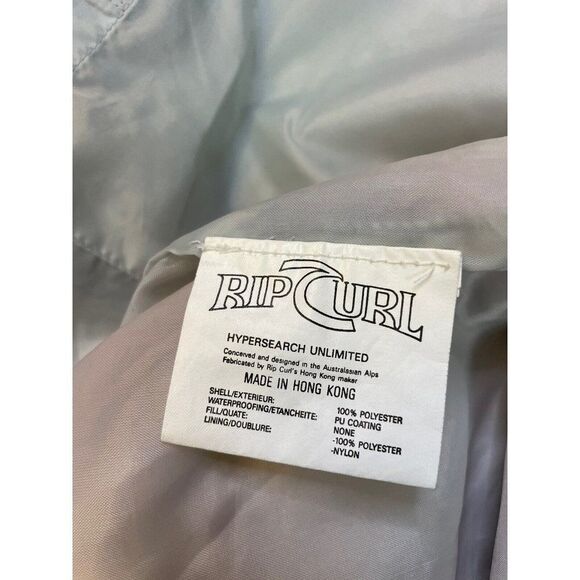 RIP CURL
HYPERSEARCH UNLIMITED
Conceived and designed in the Australasian Alps
Fabricated by Rip Curl's Hong Kong maker
MADE IN HONG KONG
SHELL/EXTERIEUR: 100% POLYESTER
WATERPROOFING/ETANCHEITE: PU COATING
FILL/QUATE: NONE
LINING/DOUBLURE: -100% POLYESTER
-NYLON